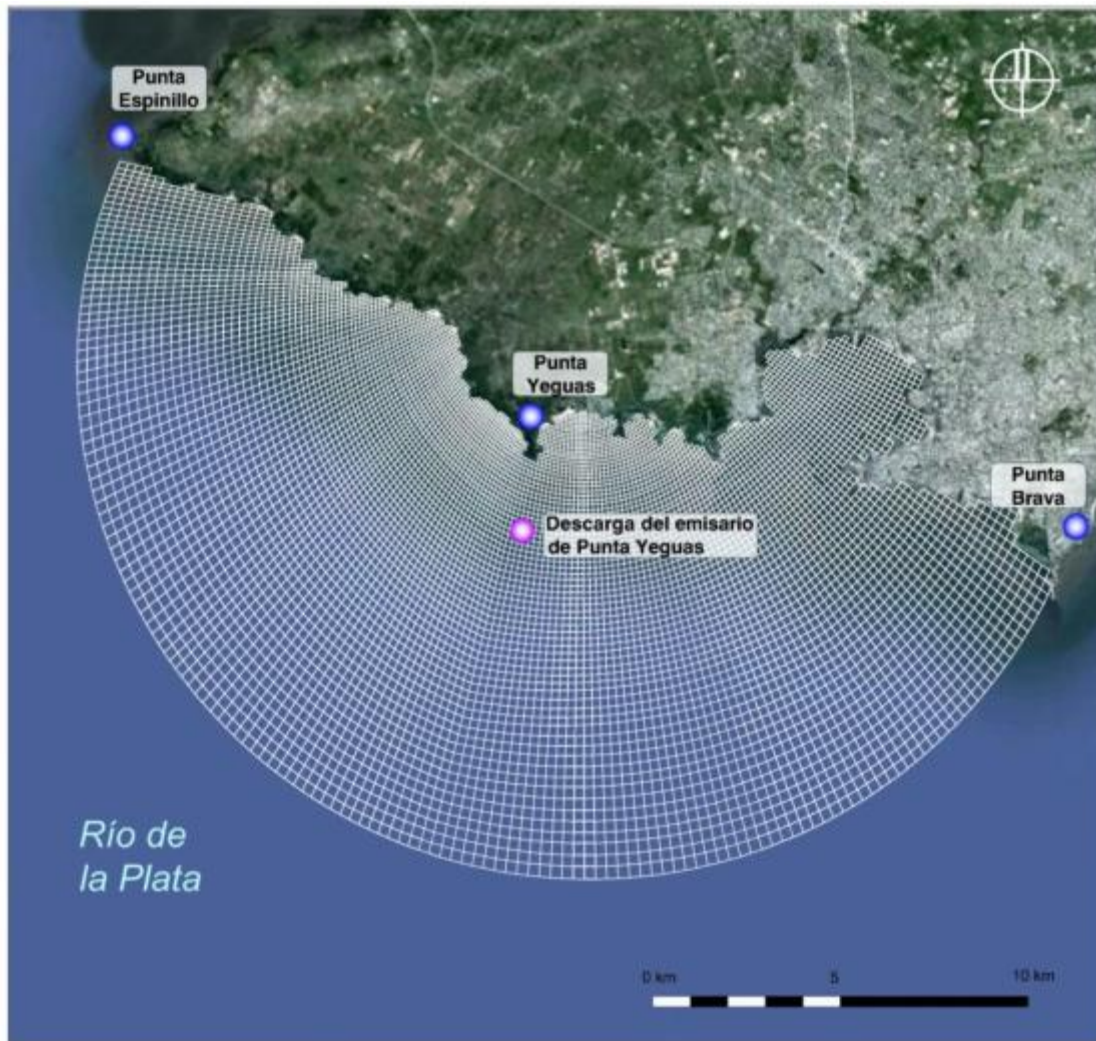 Punta
Espinillo
Punta
Yeguas
Punta
Brava
Descarga del emisario
de Punta Yeguas
Río de
la Plata
0 km
5
10 km